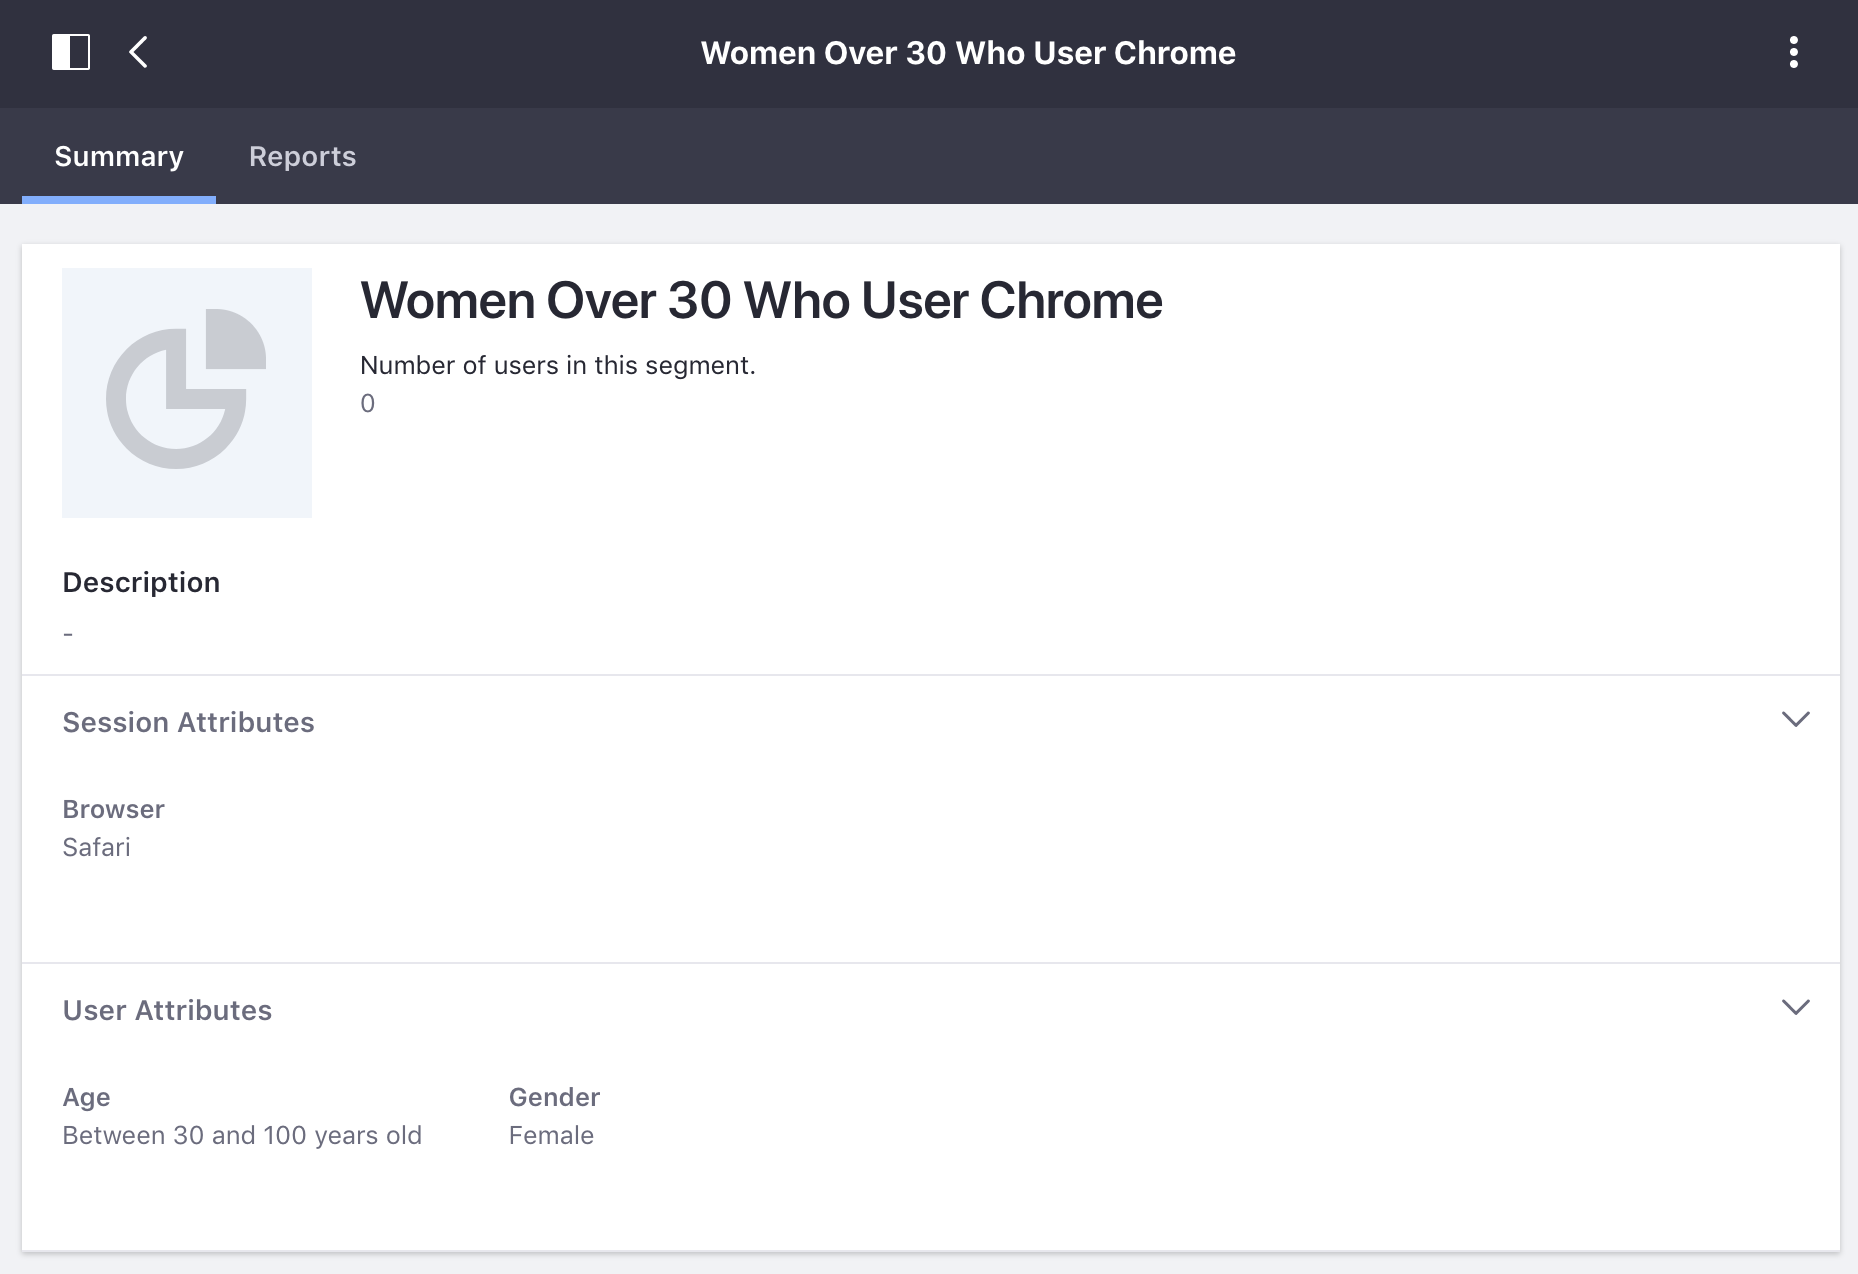 Women Over 30 Who User Chrome
Summary
Reports
Women Over 30 Who User Chrome
Number of users in this segment.
0
Description
-
Session Attributes
Browser
Safari
User Attributes
Age
Gender
Between 30 and 100 years old
Female